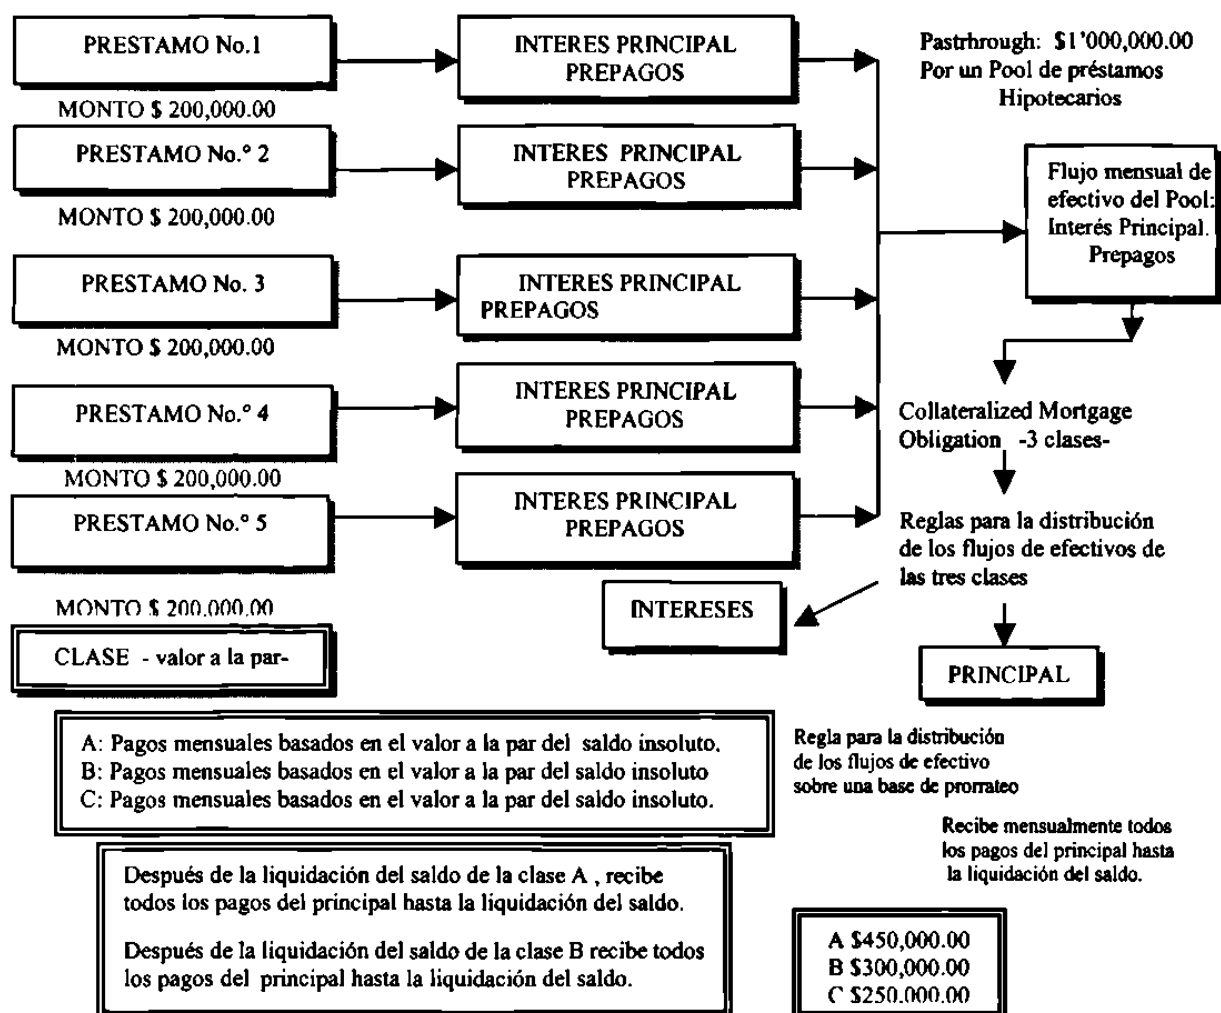 PRESTAMO No.1
INTERES PRINCIPAL
PREPAGOS
Pastrhrough: $1'000,000.00
Por un Pool de préstamos
Hipotecarios
MONTO $ 200,000.00
PRESTAMO No.º 2
INTERES PRINCIPAL
PREPAGOS
MONTO $ 200,000.00
Flujo mensual de
efectivo del Pool:
Interés Principal.
Prepagos
PRESTAMO No. 3
INTERES PRINCIPAL
PREPAGOS
MONTO $ 200,000.00
PRESTAMO No.º 4
INTERES PRINCIPAL
PREPAGOS
MONTO $ 200,000.00
Collateralized Mortgage
Obligation -3 clases-
PRESTAMO No.º 5
INTERES PRINCIPAL
PREPAGOS
MONTO $ 200.000.00
Reglas para la distribución
de los flujos de efectivos de
las tres clases
INTERESES
PRINCIPAL
CLASE - valor a la par-
A: Pagos mensuales basados en el valor a la par del saldo insoluto.
B: Pagos mensuales basados en el valor a la par del saldo insoluto
C: Pagos mensuales basados en el valor a la par del saldo insoluto.
Regla para la distribución
de los flujos de efectivo
sobre una base de prorrateo
Recibe mensualmente todos
los pagos del principal hasta
la liquidación del saldo.
Después de la liquidación del saldo de la clase A , recibe
todos los pagos del principal hasta la liquidación del saldo.
Después de la liquidación del saldo de la clase B recibe todos
los pagos del principal hasta la liquidación del saldo.
A $450,000.00
B $300,000.00
C $250.000.00